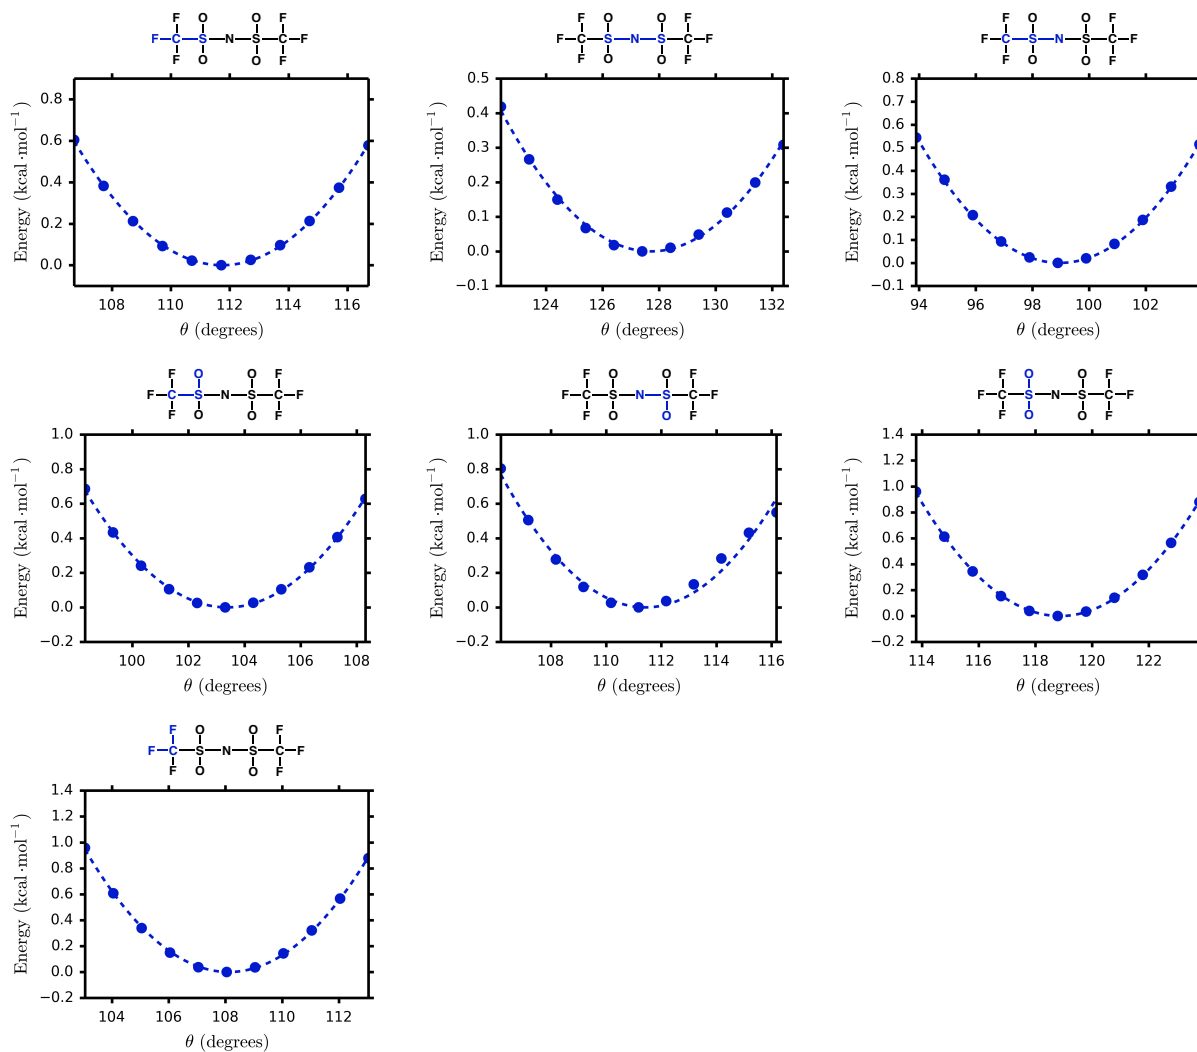 F O O F
F C S N S C F
F O O F
F O O F
F C S N S C F
F O O F
F O O F
F C S N S C F
F O O F
0.8
0.6
0.4
0.2
0.0
Energy (kcal·mol⁻¹)
108 110 112 114 116
θ (degrees)
0.5
0.4
0.3
0.2
0.1
0.0
−0.1
Energy (kcal·mol⁻¹)
124 126 128 130 132
θ (degrees)
0.8
0.7
0.6
0.5
0.4
0.3
0.2
0.1
0.0
−0.1
Energy (kcal·mol⁻¹)
94 96 98 100 102
θ (degrees)
F O O F
F C S N S C F
F O O F
F O O F
F C S N S C F
F O O F
F O O F
F C S N S C F
F O O F
1.0
0.8
0.6
0.4
0.2
0.0
−0.2
Energy (kcal·mol⁻¹)
100 102 104 106 108
θ (degrees)
1.0
0.8
0.6
0.4
0.2
0.0
−0.2
Energy (kcal·mol⁻¹)
108 110 112 114 116
θ (degrees)
1.4
1.2
1.0
0.8
0.6
0.4
0.2
0.0
−0.2
Energy (kcal·mol⁻¹)
114 116 118 120 122
θ (degrees)
F O O F
F C S N S C F
F O O F
1.4
1.2
1.0
0.8
0.6
0.4
0.2
0.0
−0.2
Energy (kcal·mol⁻¹)
104 106 108 110 112
θ (degrees)